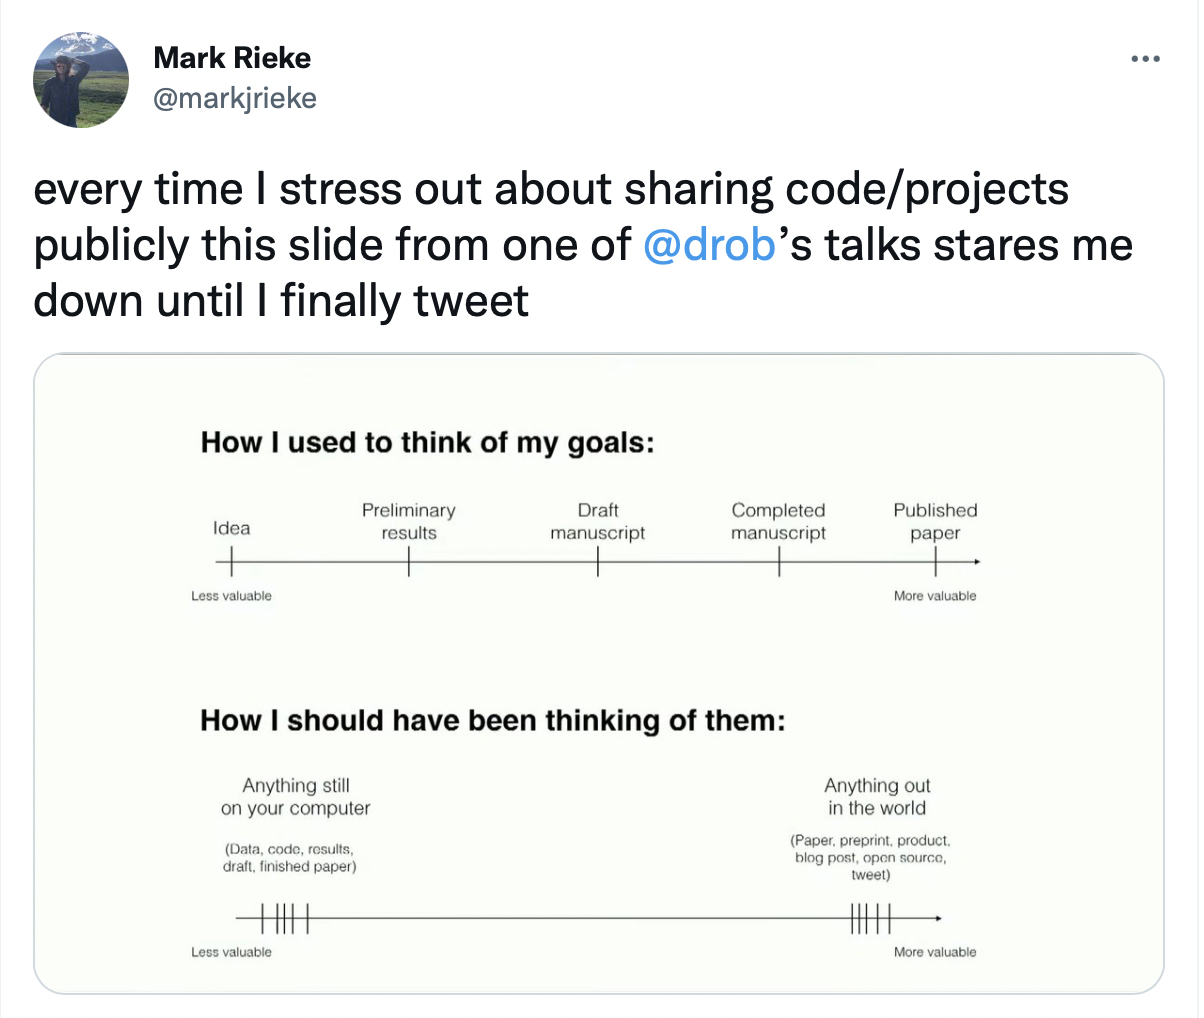 Mark Rieke
@markjrieke
every time I stress out about sharing code/projects
publicly this slide from one of @drob’s talks stares me
down until I finally tweet
How I used to think of my goals:
Idea
Preliminary
results
Draft
manuscript
Completed
manuscript
Published
paper
Less valuable
More valuable
How I should have been thinking of them:
Anything still
on your computer
(Data, code, results,
draft, finished paper)
Anything out
in the world
(Paper, preprint, product,
blog post, open source,
tweet)
Less valuable
More valuable